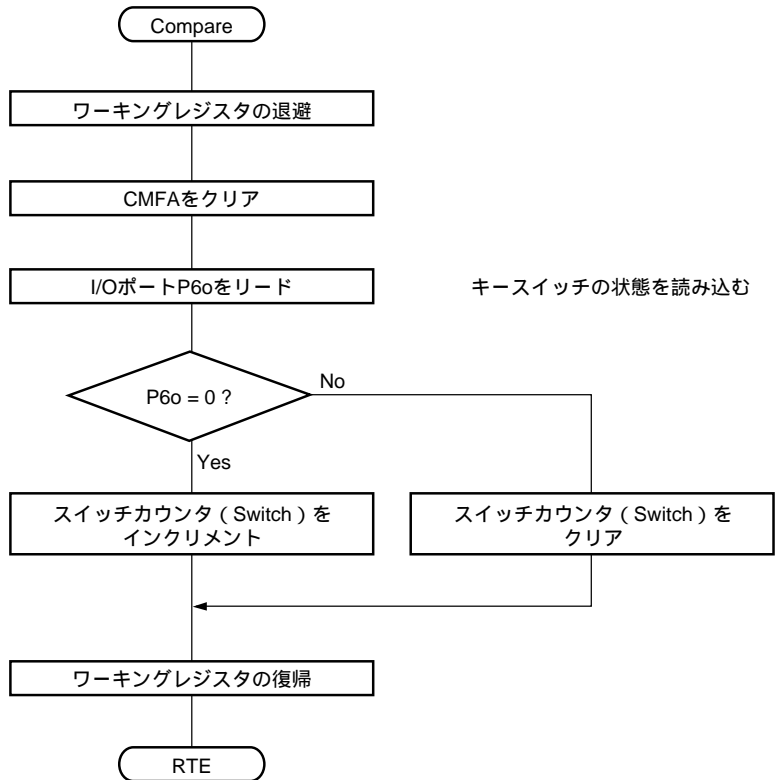 Compare
ワーキングレジスタの退避
CMFAをクリア
I/OポートP6oをリード
キースイッチの状態を読み込む
P6o = 0 ?
No
Yes
スイッチカウンタ ( Switch ) を
インクリメント
スイッチカウンタ ( Switch ) を
クリア
ワーキングレジスタの復帰
RTE